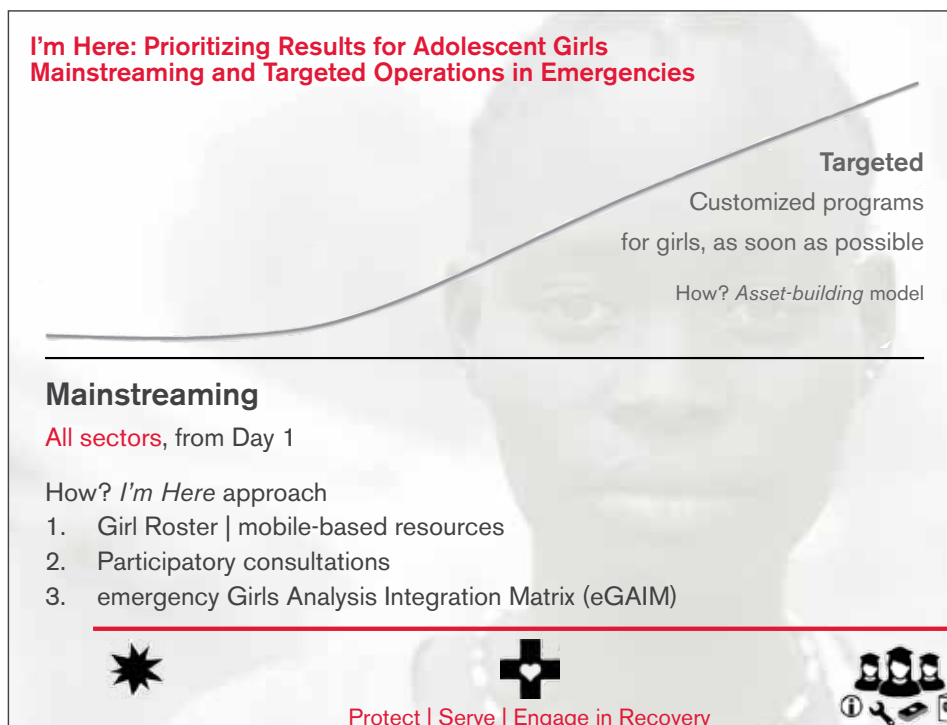 I'm Here: Prioritizing Results for Adolescent Girls
Mainstreaming and Targeted Operations in Emergencies
Targeted
Customized programs
for girls, as soon as possible
How? Asset-building model
Mainstreaming
All sectors, from Day 1
How? I'm Here approach
1. Girl Roster | mobile-based resources
2. Participatory consultations
3. emergency Girls Analysis Integration Matrix (eGAIM)
Protect | Serve | Engage in Recovery